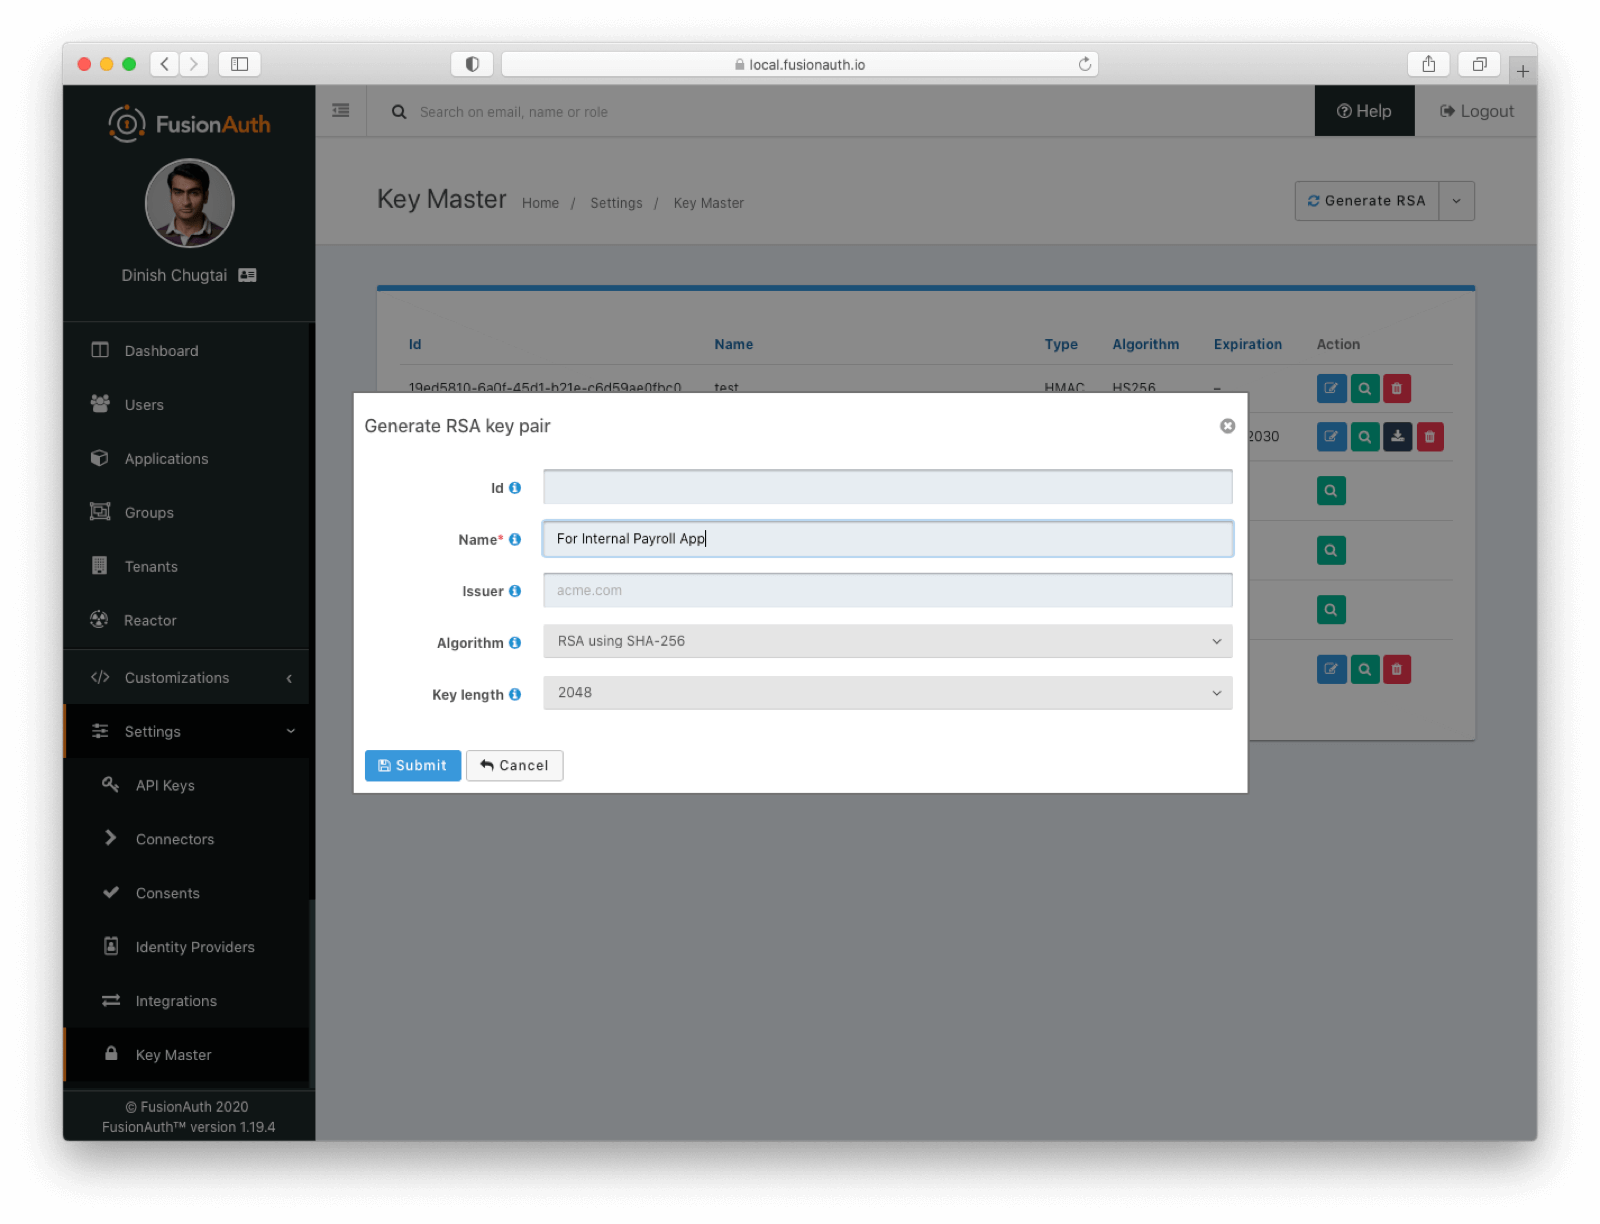 local.fusionauth.io
FusionAuth
Search on email, name or role
Help
Logout
Dinish Chugtai
Key Master
Home / Settings / Key Master
Generate RSA
Dashboard
Users
Applications
Groups
Tenants
Reactor
Customizations
Settings
API Keys
Connectors
Consents
Identity Providers
Integrations
Key Master
© FusionAuth 2020
FusionAuth™ version 1.19.4
Id Name Type Algorithm Expiration Action
19ed5810-6a0f-45d1-b21e-c6d59ae0fbc0 test HMAC HS256 –
2030
Generate RSA key pair
Id
Name* For Internal Payroll App
Issuer acme.com
Algorithm RSA using SHA-256
Key length 2048
Submit
Cancel